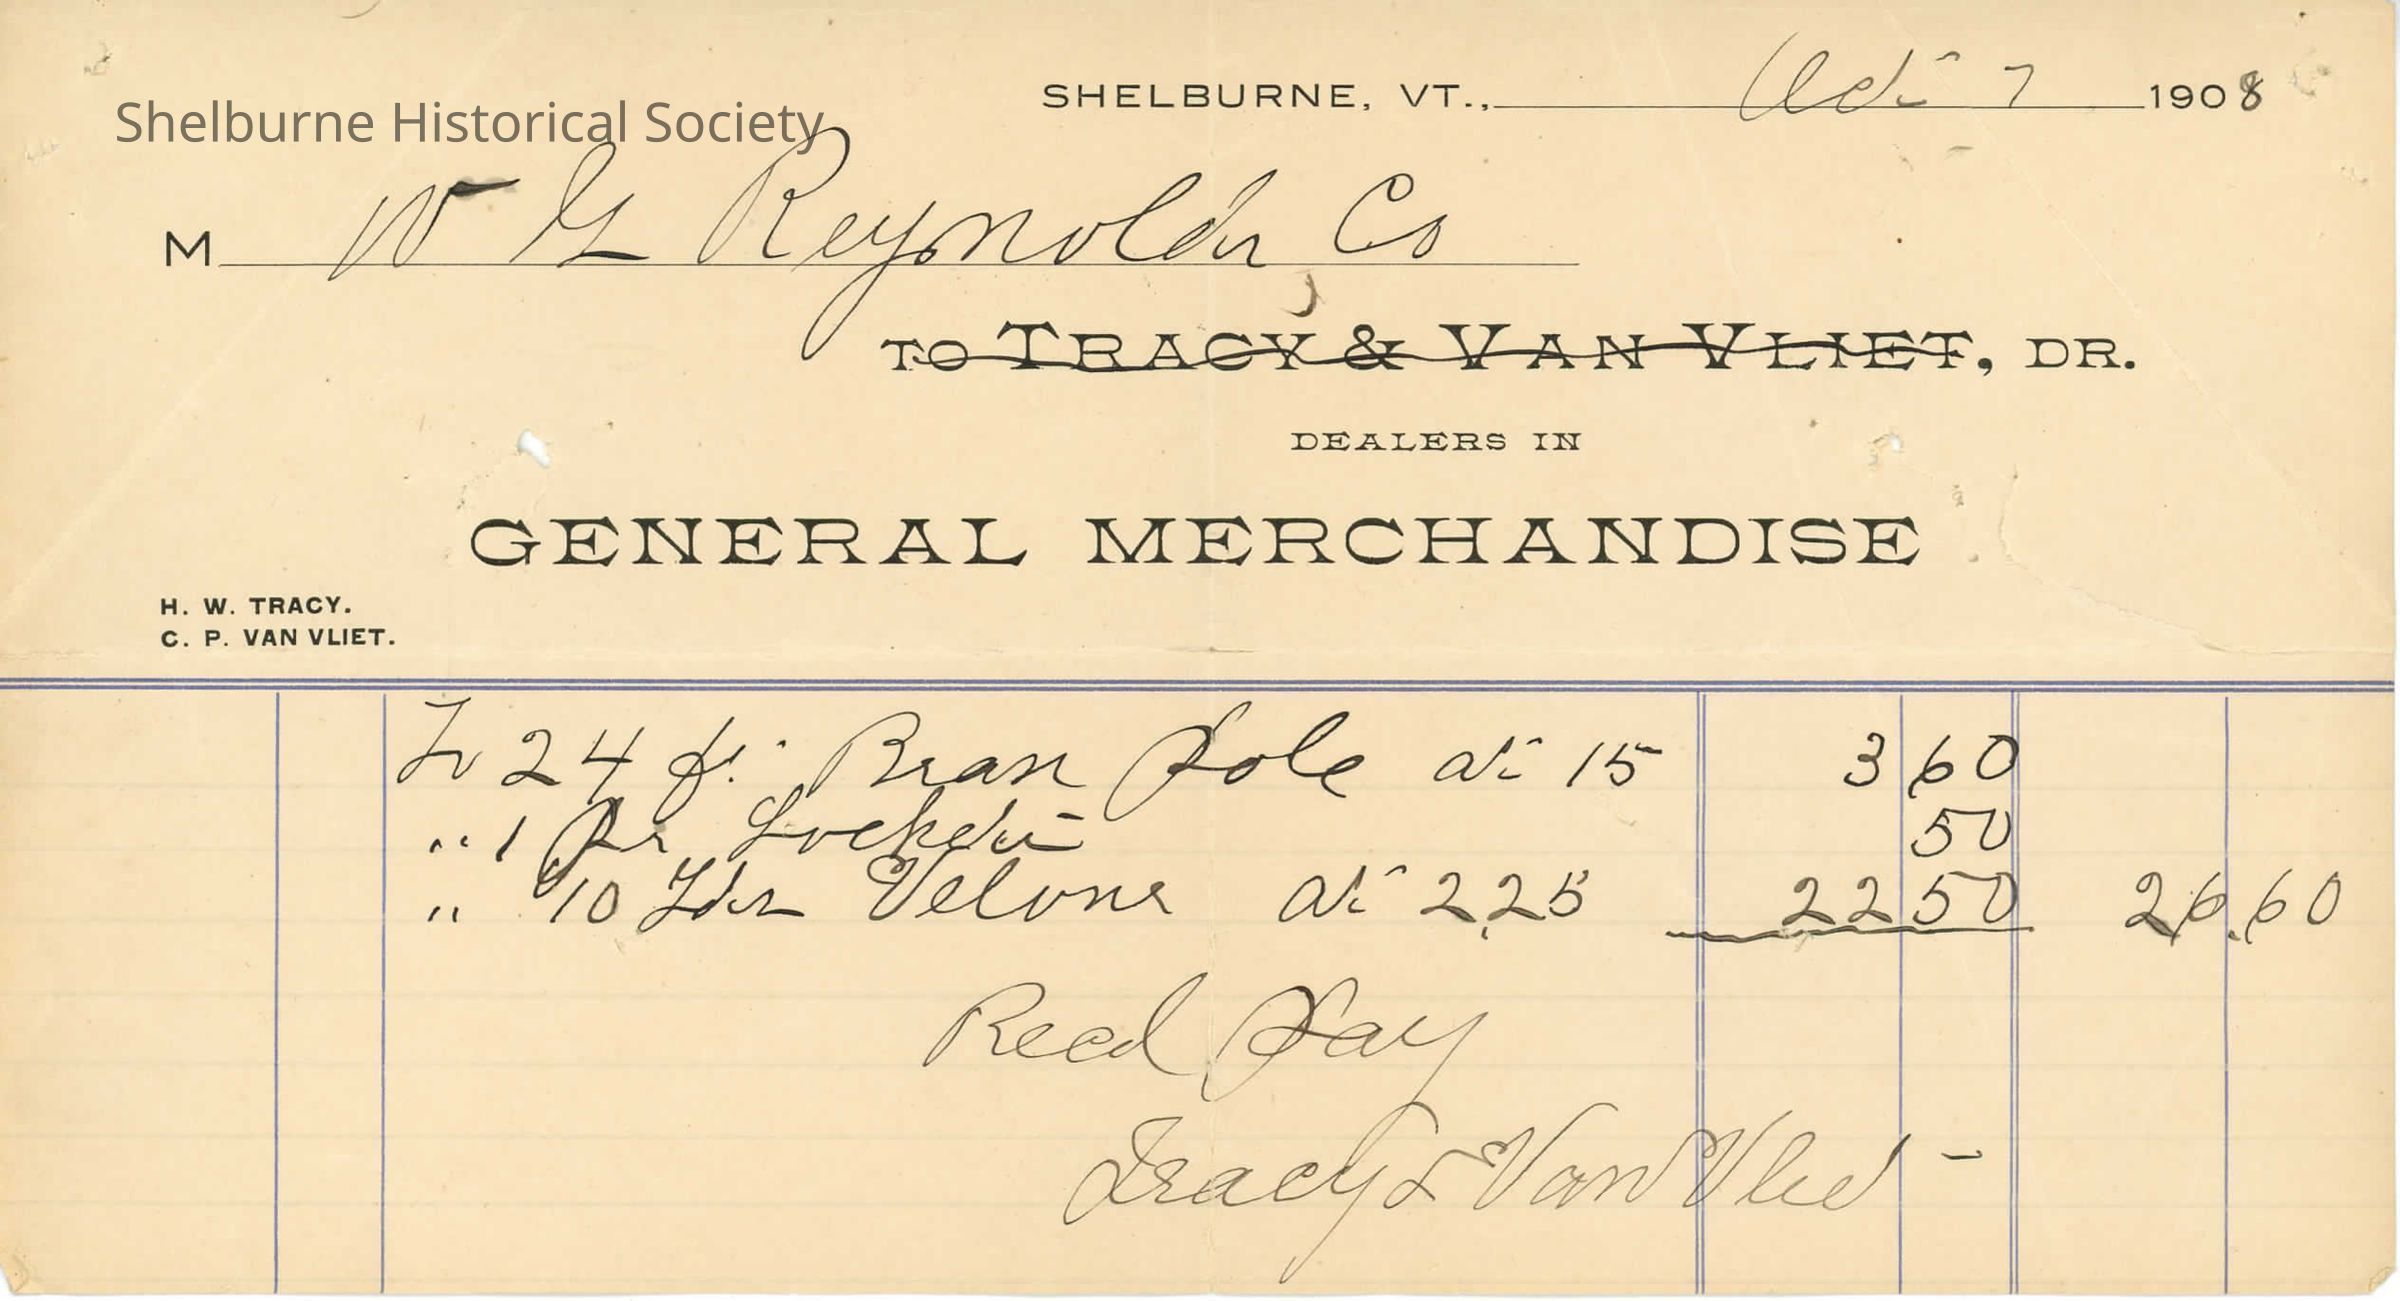 Shelburne Historical Society
SHELBURNE, VT., Oct 7 1908
M W G Reynolds Co
TO TRACY & VAN VLIET, DR.
DEALERS IN
GENERAL MERCHANDISE
H. W. TRACY.
C. P. VAN VLIET.
To 24 ft. Brass Pole at 15 3 60
" 1 Pr 50
" 10 Yds Velour at 2.25 22 50 26.60
Recd Pay
Tracy & Van Vliet